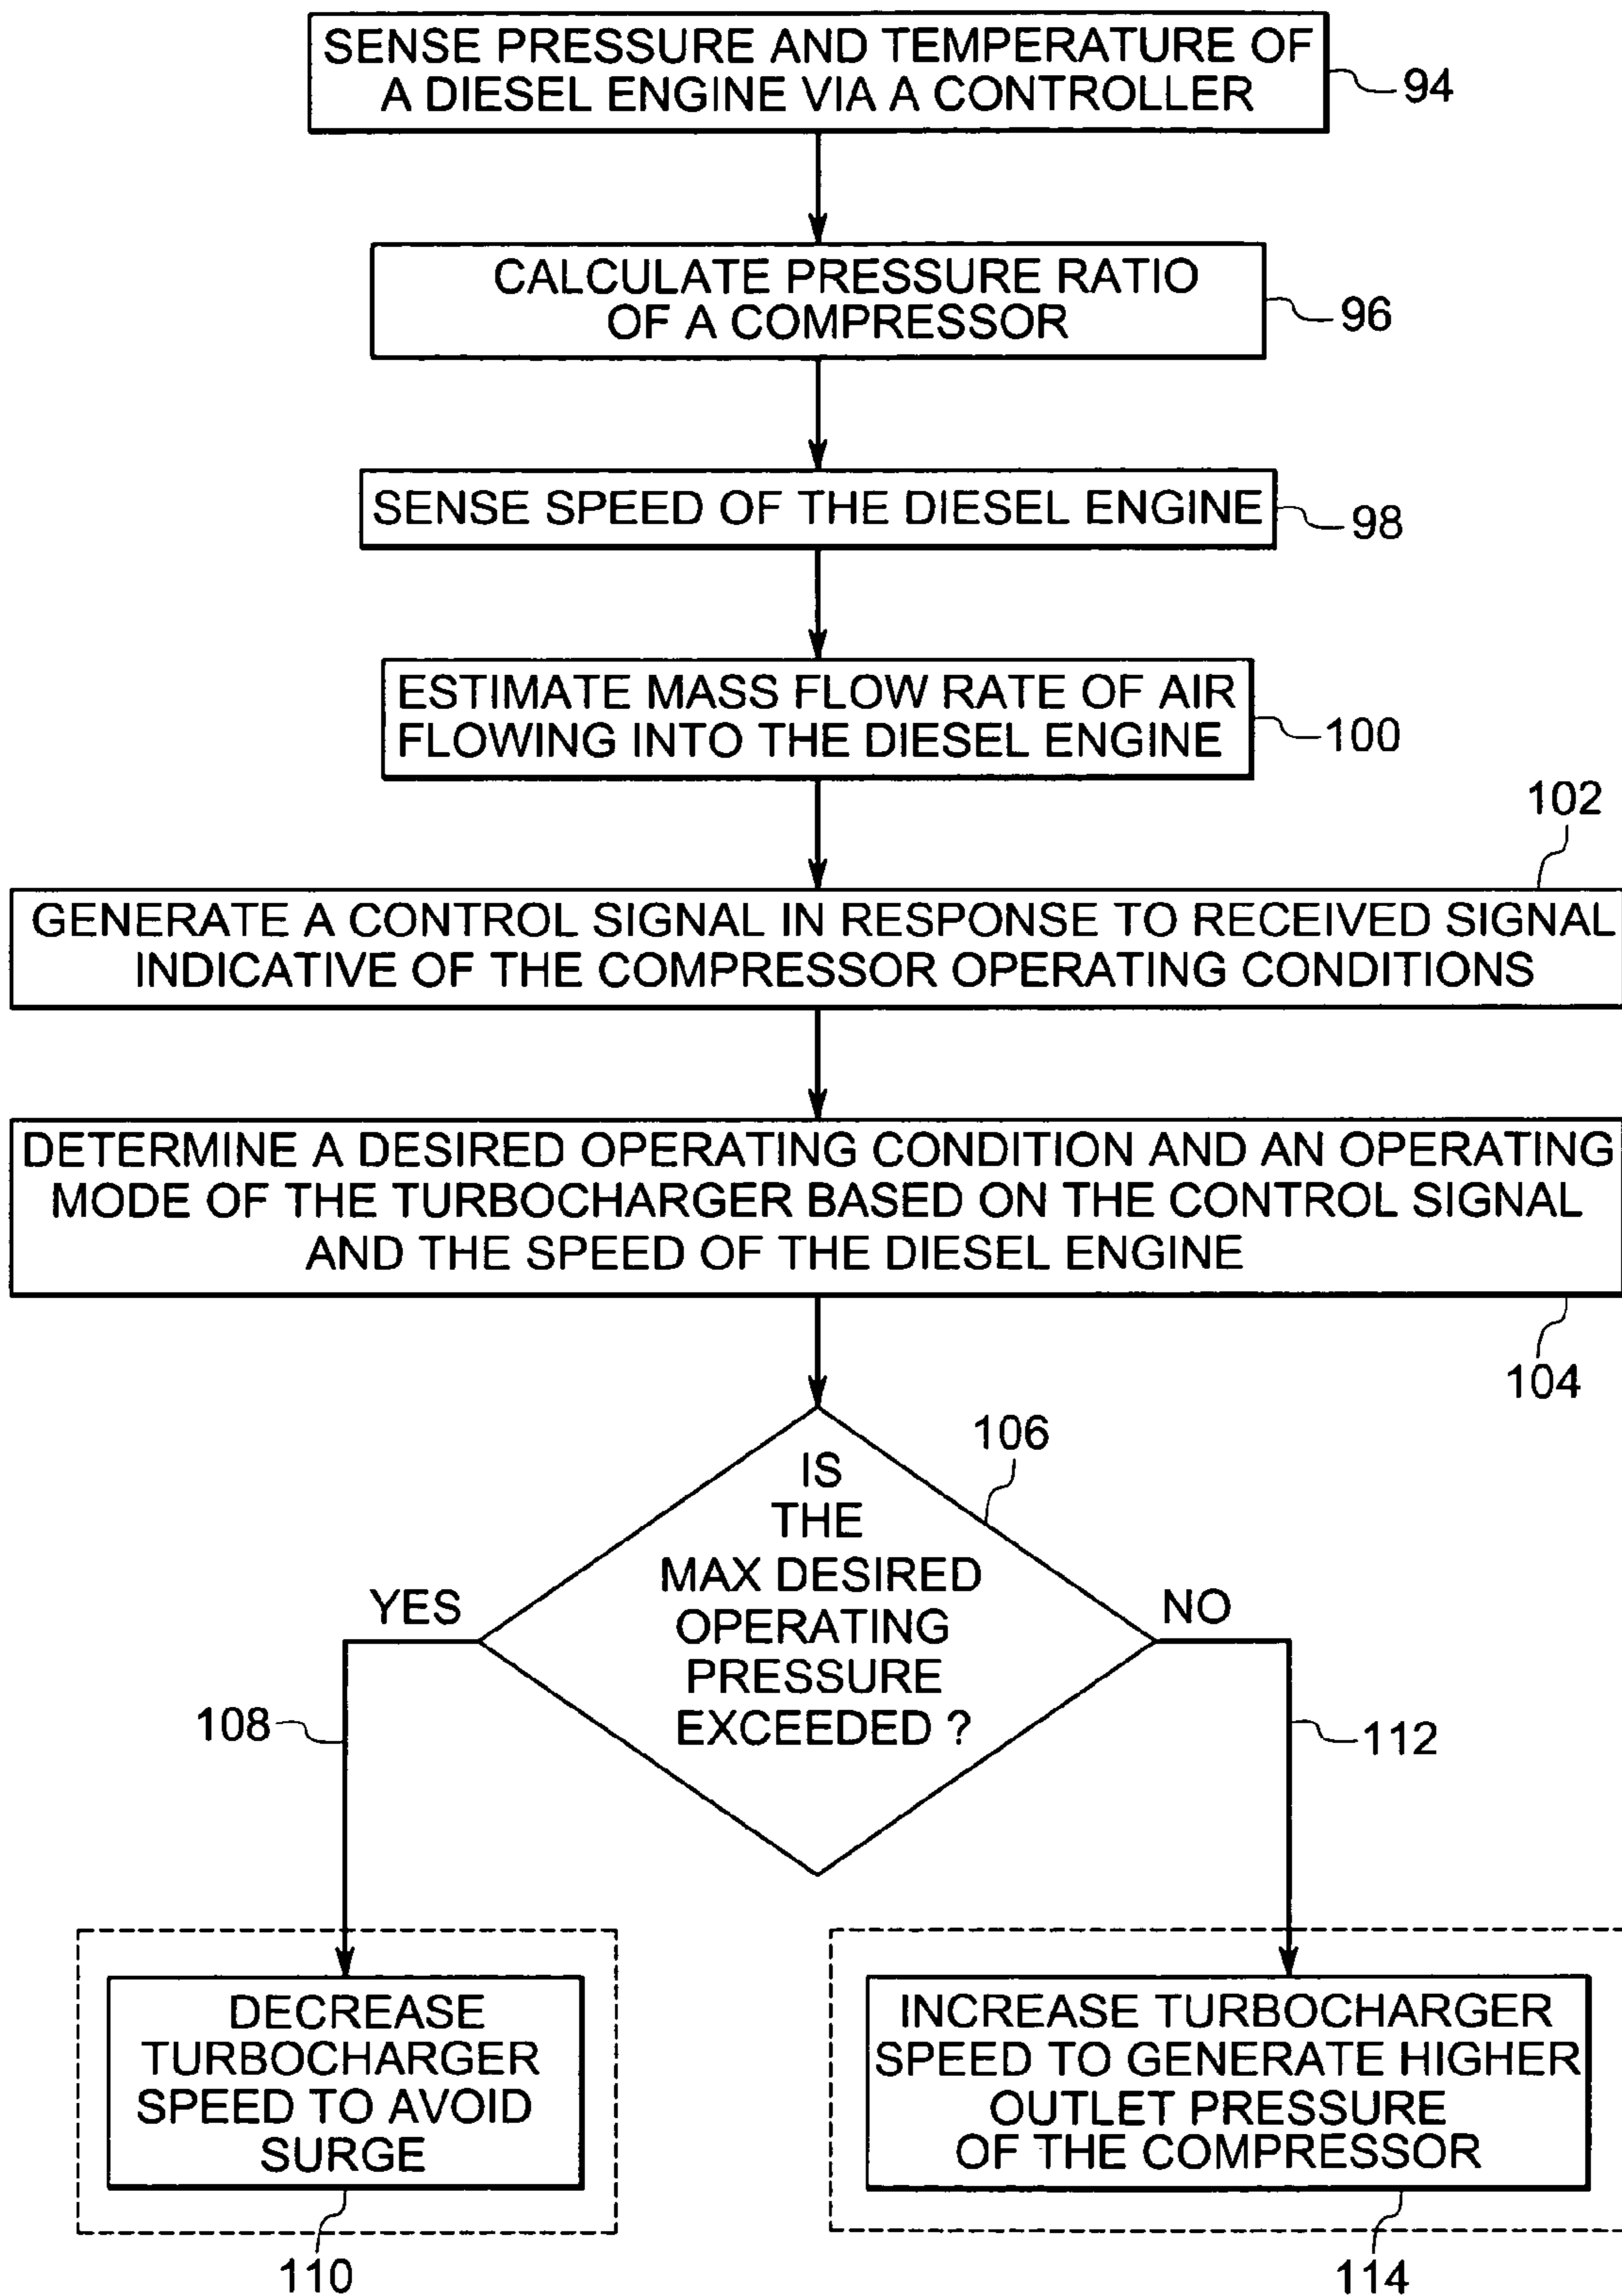 SENSE PRESSURE AND TEMPERATURE OF
A DIESEL ENGINE VIA A CONTROLLER
94
CALCULATE PRESSURE RATIO
OF A COMPRESSOR
96
SENSE SPEED OF THE DIESEL ENGINE
98
ESTIMATE MASS FLOW RATE OF AIR
FLOWING INTO THE DIESEL ENGINE
100
102
GENERATE A CONTROL SIGNAL IN RESPONSE TO RECEIVED SIGNAL
INDICATIVE OF THE COMPRESSOR OPERATING CONDITIONS
DETERMINE A DESIRED OPERATING CONDITION AND AN OPERATING
MODE OF THE TURBOCHARGER BASED ON THE CONTROL SIGNAL
AND THE SPEED OF THE DIESEL ENGINE
104
106
IS
THE
MAX DESIRED
OPERATING
PRESSURE
EXCEEDED ?
YES
NO
108
112
DECREASE
TURBOCHARGER
SPEED TO AVOID
SURGE
110
INCREASE TURBOCHARGER
SPEED TO GENERATE HIGHER
OUTLET PRESSURE
OF THE COMPRESSOR
114